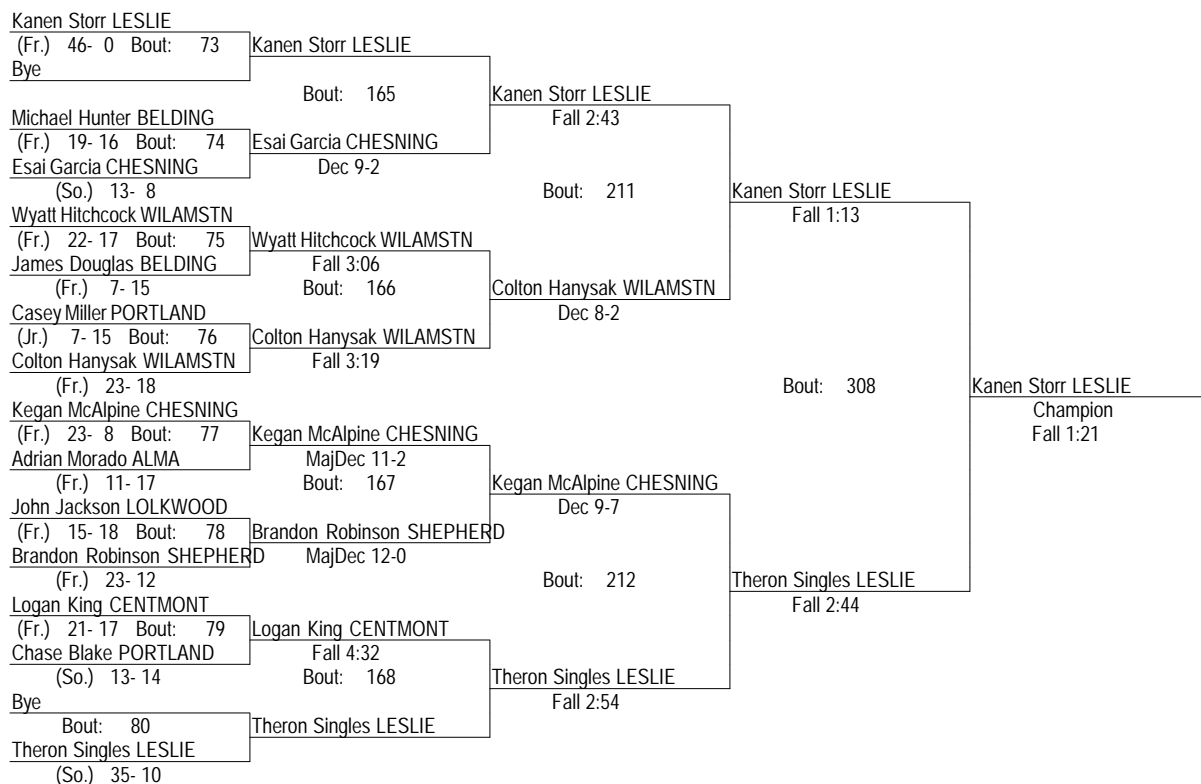 Kanen Storr LESLIE
(Fr.) 46- 0 Bout: 73 Kanen Storr LESLIE
Bye
Bout: 165 Kanen Storr LESLIE
Michael Hunter BELDING Fall 2:43
(Fr.) 19- 16 Bout: 74 Esai Garcia CHESNING
Esai Garcia CHESNING Dec 9-2
(So.) 13- 8 Bout: 211 Kanen Storr LESLIE
Wyatt Hitchcock WILAMSTN Fall 1:13
(Fr.) 22- 17 Bout: 75 Wyatt Hitchcock WILAMSTN
James Douglas BELDING Fall 3:06
(Fr.) 7- 15 Bout: 166 Colton Hanysak WILAMSTN
Casey Miller PORTLAND Dec 8-2
(Jr.) 7- 15 Bout: 76 Colton Hanysak WILAMSTN
Colton Hanysak WILAMSTN Fall 3:19
(Fr.) 23- 18 Bout: 308 Kanen Storr LESLIE
Kegan McAlpine CHESNING Champion
(Fr.) 23- 8 Bout: 77 Kegan McAlpine CHESNING Fall 1:21
Adrian Morado ALMA MajDec 11-2
(Fr.) 11- 17 Bout: 167 Kegan McAlpine CHESNING
John Jackson LOLKWOOD Dec 9-7
(Fr.) 15- 18 Bout: 78 Brandon Robinson SHEPHERD
Brandon Robinson SHEPHERD MajDec 12-0
(Fr.) 23- 12 Bout: 212 Theron Singles LESLIE
Logan King CENTMONT Fall 2:44
(Fr.) 21- 17 Bout: 79 Logan King CENTMONT
Chase Blake PORTLAND Fall 4:32
(So.) 13- 14 Bout: 168 Theron Singles LESLIE
Bye Fall 2:54
Bout: 80 Theron Singles LESLIE
Theron Singles LESLIE
(So.) 35- 10